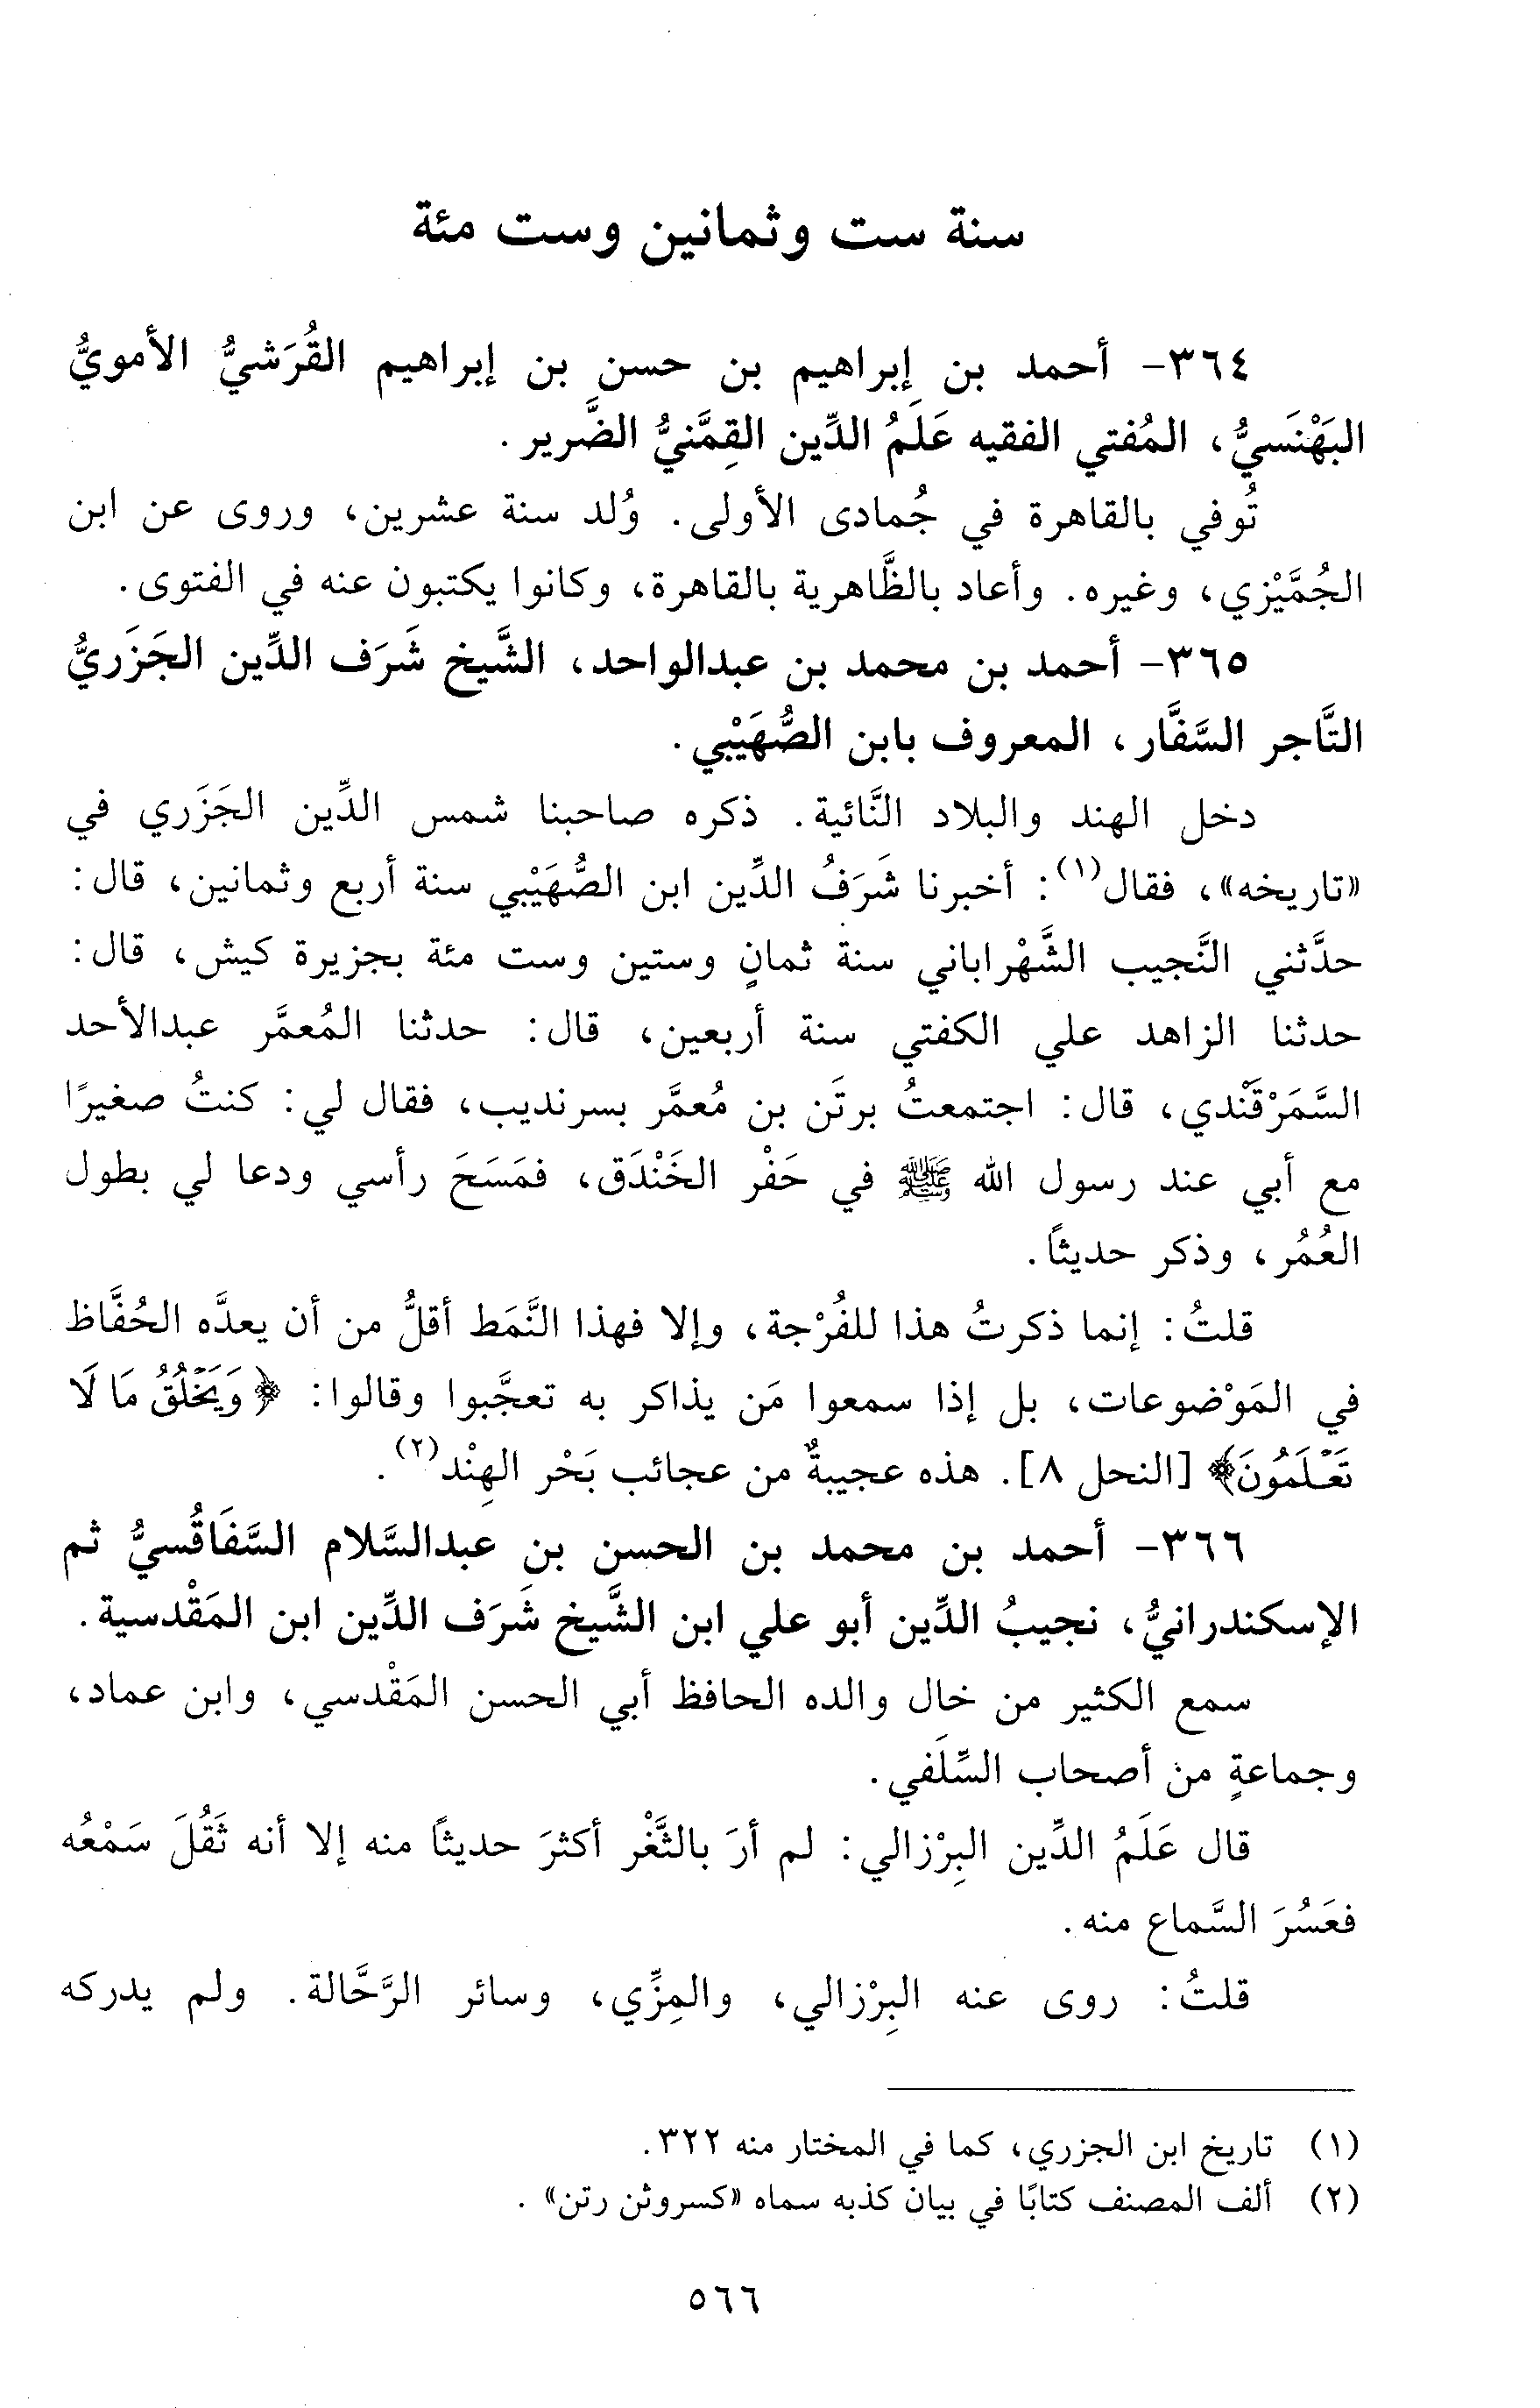 سنة ست وثمانين وست مئة
٣٦٤- أحمد بن إبراهيم بن حسن بن إبراهيم القُرَشيُّ الأمويُّ
البَهْنَسيُّ، المُفتي الفقيه عَلَمُ الدِّين القِمَّنيُّ الضَّرير.
تُوفي بالقاهرة في جُمادى الأولى. وُلد سنة عشرين، وروى عن ابن
الجُمَّيْزي، وغيره. وأعاد بالظَّاهرية بالقاهرة، وكانوا يكتبون عنه في الفتوى.
٣٦٥- أحمد بن محمد بن عبدالواحد، الشَّيخ شَرَف الدِّين الجَزَريُّ
التَّاجر السَّفَّار، المعروف بابن الصُّهَيْبي.
دخل الهند والبلاد النَّائية. ذكره صاحبنا شمس الدِّين الجَزَري في
«تاريخه»، فقال(١): أخبرنا شَرَفُ الدِّين ابن الصُّهَيْبي سنة أربع وثمانين، قال:
حدَّثني النَّجيب الشَّهْراباني سنة ثمانٍ وستين وست مئة بجزيرة كيش، قال:
حدثنا الزاهد علي الكفتي سنة أربعين، قال: حدثنا المُعمَّر عبدالأحد
السَّمَرْقَندي، قال: اجتمعتُ برتَن بن مُعمَّر بسرنديب، فقال لي: كنتُ صغيرًا
مع أبي عند رسول الله ﷺ في حَفْر الخَنْدَق، فمَسَحَ رأسي ودعا لي بطول
العُمُر، وذكر حديثًا.
قلتُ: إنما ذكرتُ هذا للفُرْجة، وإلا فهذا النَّمَط أقلُّ من أن يعدَّه الحُفَّاظ
في المَوْضوعات، بل إذا سمعوا مَن يذاكر به تعجَّبوا وقالوا: ﴿وَيَخْلُقُ مَا لَا
تَعْلَمُونَ﴾ [النحل ٨]. هذه عجيبةٌ من عجائب بَحْر الهِنْد(٢).
٣٦٦- أحمد بن محمد بن الحسن بن عبدالسَّلام السَّفَاقُسيُّ ثم
الإسكندرانيُّ، نجيبُ الدِّين أبو علي ابن الشَّيخ شَرَف الدِّين ابن المَقْدسية.
سمع الكثير من خال والده الحافظ أبي الحسن المَقْدسي، وابن عماد،
وجماعةٍ من أصحاب السِّلَفي.
قال عَلَمُ الدِّين البِرْزالي: لم أرَ بالثَّغْر أكثرَ حديثًا منه إلا أنه ثَقُلَ سَمْعُه
فعَسُرَ السَّماع منه.
قلتُ: روى عنه البِرْزالي، والمِزِّي، وسائر الرَّحَّالة. ولم يدركه
(١) تاريخ ابن الجزري، كما في المختار منه ٣٢٢.
(٢) ألف المصنف كتابًا في بيان كذبه سماه «كسروثن رتن».
٥٦٦